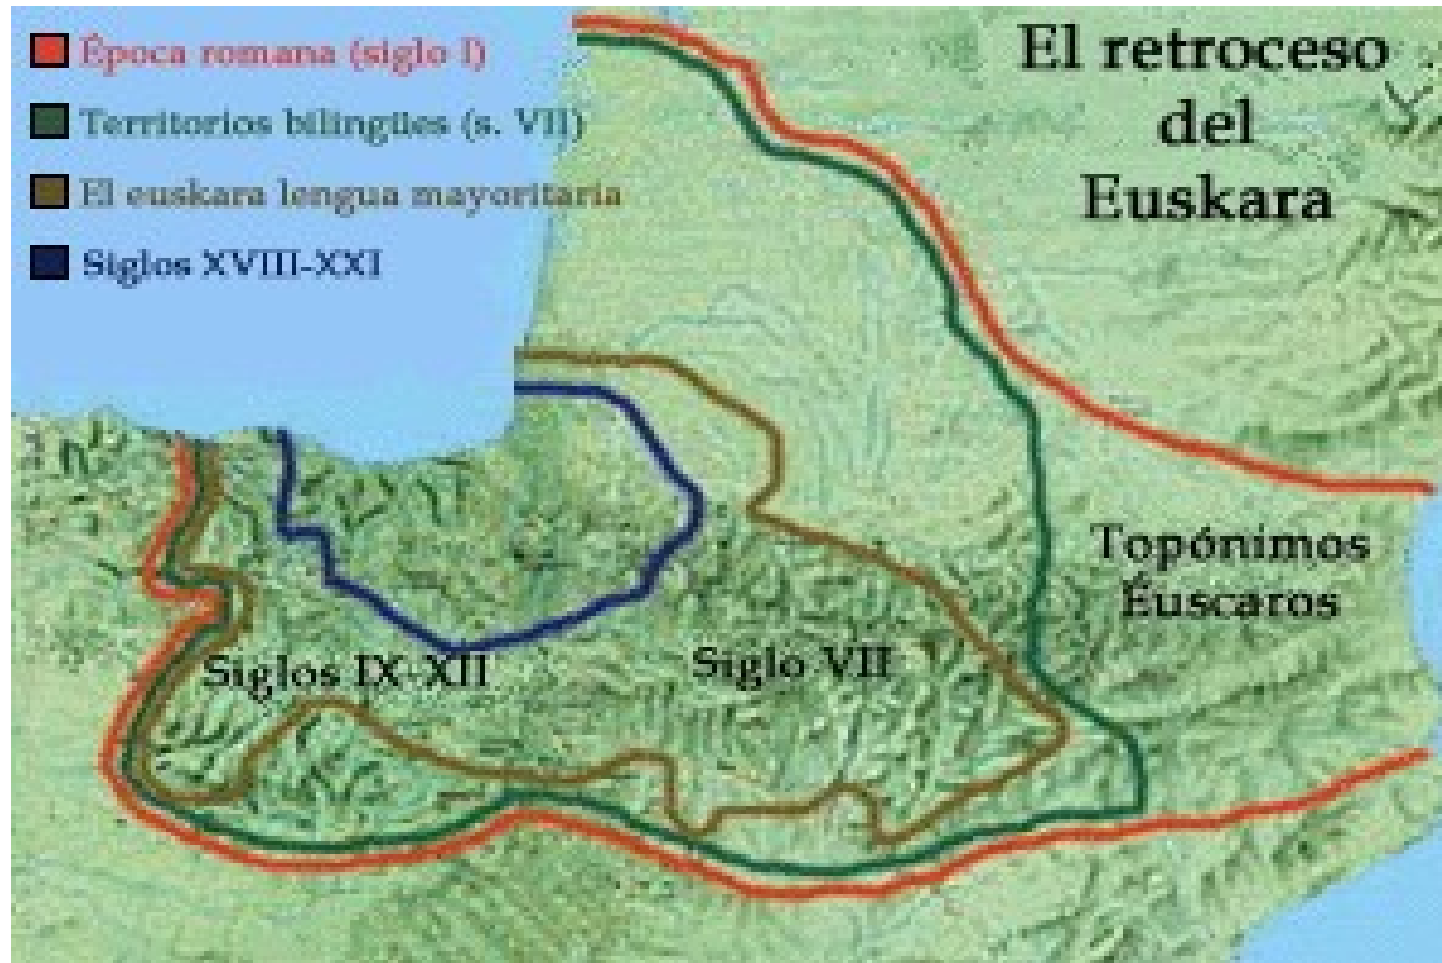 Época romana (siglo I)
Territorios bilingües (s. VII)
El euskara lengua mayoritaria
Siglos XVIII-XXI
El retroceso
del
Euskara
Topónimos
Éuscaros
Siglos IX-XII
Siglo VII